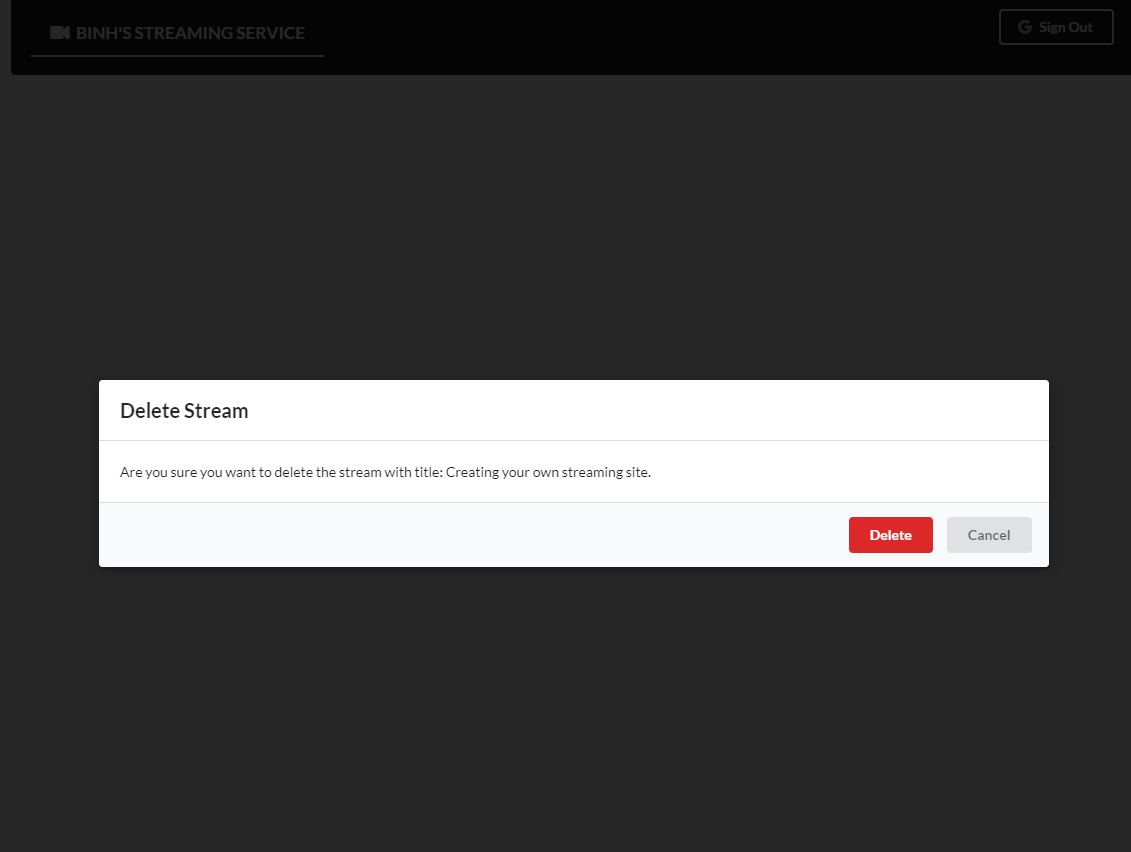 BINH'S STREAMING SERVICE
Sign Out
Delete Stream
Are you sure you want to delete the stream with title: Creating your own streaming site.
Delete
Cancel